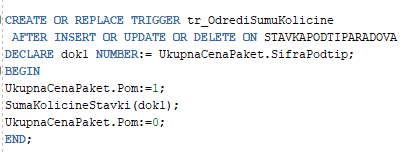 CREATE OR REPLACE TRIGGER tr_OdrediSumuKolicine
AFTER INSERT OR UPDATE OR DELETE ON STAVKAPODTIPARADOVA
DECLARE dok1 NUMBER:= UkupnaCenaPaket.SifraPodtip;
BEGIN
UkupnaCenaPaket.Pom:=1;
SumaKolicineStavki(dok1);
UkupnaCenaPaket.Pom:=0;
END;